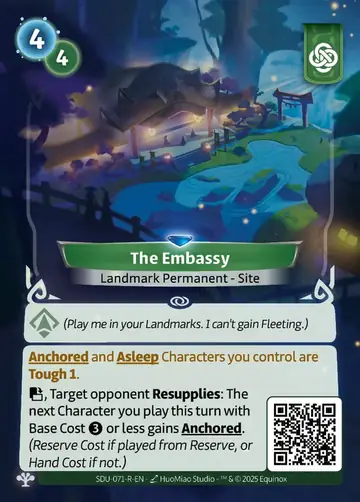 4
4
The Embassy
Landmark Permanent - Site
(Play me in your Landmarks. I can't gain Fleeting.)
Anchored and Asleep Characters you control are
Tough 1.
, Target opponent Resupplies: The
next Character you play this turn with
Base Cost 3 or less gains Anchored.
(Reserve Cost if played from Reserve, or
Hand Cost if not.)
SDU-071-R-EN - HuoMiao Studio - ™ & © 2025 Equinox